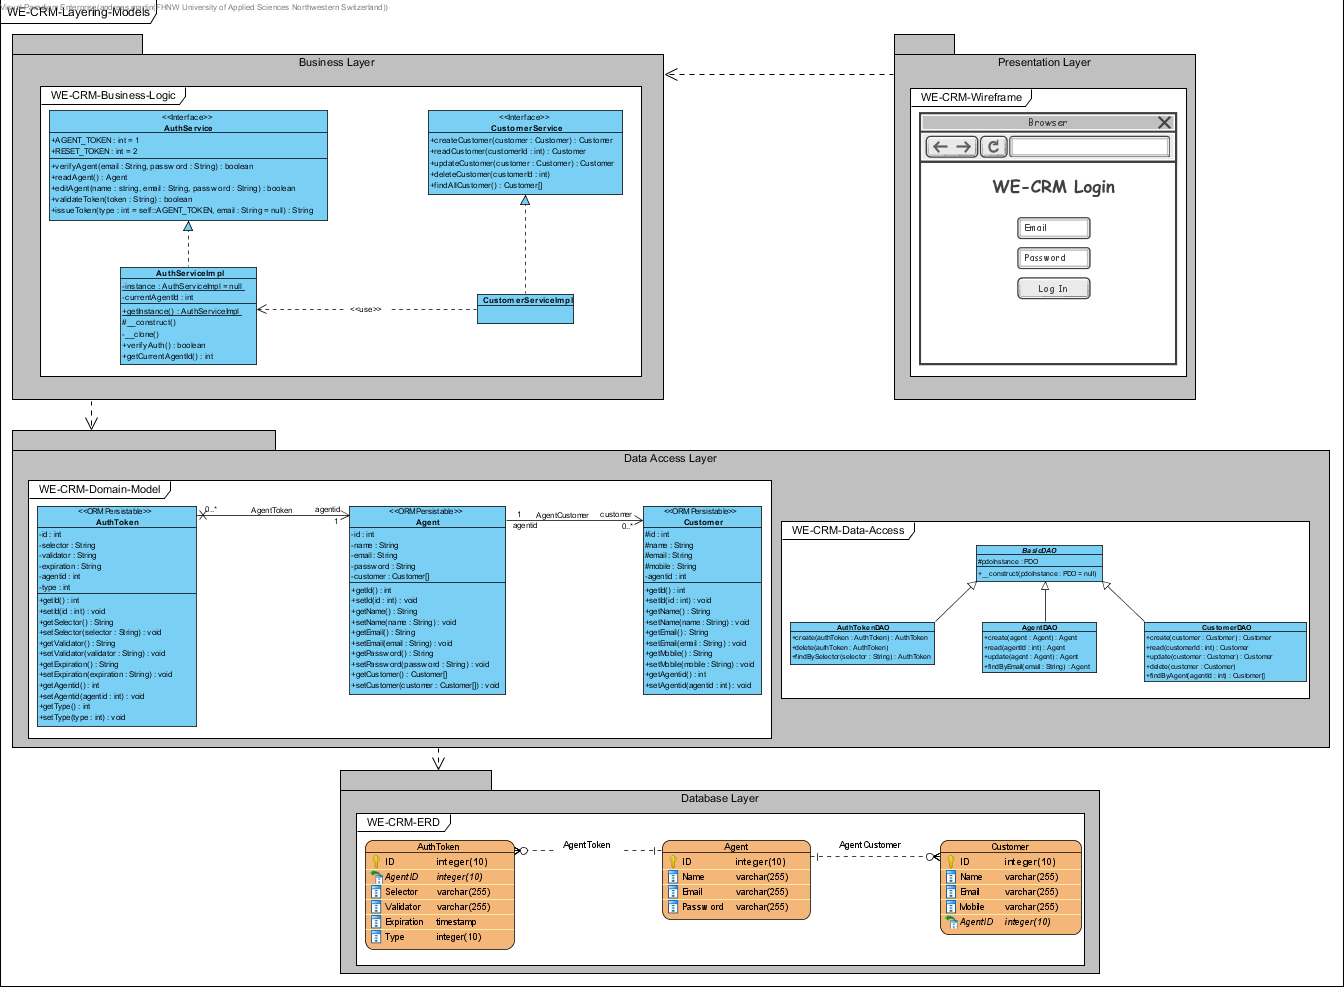 Visual Paradigm Enterprise(andreas.martin(FHNW University of Applied Sciences Northwestern Switzerland))
WE-CRM-Layering-Models
Business Layer
WE-CRM-Business-Logic
<<Interface>>
AuthService
+AGENT_TOKEN : int = 1
+RESET_TOKEN : int = 2
+verifyAgent(email : String, password : String) : boolean
+readAgent() : Agent
+editAgent(name : string, email : String, password : String) : boolean
+validateToken(token : String) : boolean
+issueToken(type : int = self::AGENT_TOKEN, email : String = null) : String
<<Interface>>
CustomerService
+createCustomer(customer : Customer) : Customer
+readCustomer(customerId : int) : Customer
+updateCustomer(customer : Customer) : Customer
+deleteCustomer(customerId : int)
+findAllCustomer() : Customer[]
AuthServiceImpl
-instance : AuthServiceImpl = null
-currentAgentId : int
+getInstance() : AuthServiceImpl
#__construct()
-__clone()
+verifyAuth() : boolean
+getCurrentAgentId() : int
<<use>>
CustomerServiceImpl
Presentation Layer
WE-CRM-Wireframe
Browser
WE-CRM Login
Email
Password
Log In
Data Access Layer
WE-CRM-Domain-Model
<<ORM Persistable>>
AuthToken
-id : int
-selector : String
-validator : String
-expiration : String
-agentid : int
-type : int
+getId() : int
+setId(id : int) : void
+getSelector() : String
+setSelector(selector : String) : void
+getValidator() : String
+setValidator(validator : String) : void
+getExpiration() : String
+setExpiration(expiration : String) : void
+getAgentid() : int
+setAgentid(agentid : int) : void
+getType() : int
+setType(type : int) : void
0..*
AgentToken
agentid
1
<<ORM Persistable>>
Agent
-id : int
-name : String
-email : String
-password : String
-customer : Customer[]
+getId() : int
+setId(id : int) : void
+getName() : String
+setName(name : String) : void
+getEmail() : String
+setEmail(email : String) : void
+getPassword() : String
+setPassword(password : String) : void
+getCustomer() : Customer[]
+setCustomer(customer : Customer[]) : void
1
AgentCustomer
customer
agentid
0..*
<<ORM Persistable>>
Customer
#id : int
#name : String
#email : String
#mobile : String
-agentid : int
+getId() : int
+setId(id : int) : void
+getName() : String
+setName(name : String) : void
+getEmail() : String
+setEmail(email : String) : void
+getMobile() : String
+setMobile(mobile : String) : void
+getAgentid() : int
+setAgentid(agentid : int) : void
WE-CRM-Data-Access
BasicDAO
#pdoInstance : PDO
+__construct(pdoInstance : PDO = null)
AuthTokenDAO
+create(authToken : AuthToken) : AuthToken
+delete(authToken : AuthToken)
+findBySelector(selector : String) : AuthToken
AgentDAO
+create(agent : Agent) : Agent
+read(agentId : int) : Agent
+update(agent : Agent) : Agent
+findByEmail(email : String) : Agent
CustomerDAO
+create(customer : Customer) : Customer
+read(customerId : int) : Customer
+update(customer : Customer) : Customer
+delete(customer : Customer)
+findByAgent(agentId : int) : Customer[]
Database Layer
WE-CRM-ERD
AuthToken
ID integer(10)
AgentID integer(10)
Selector varchar(255)
Validator varchar(255)
Expiration timestamp
Type integer(10)
AgentToken
Agent
ID integer(10)
Name varchar(255)
Email varchar(255)
Password varchar(255)
AgentCustomer
Customer
ID integer(10)
Name varchar(255)
Email varchar(255)
Mobile varchar(255)
AgentID integer(10)